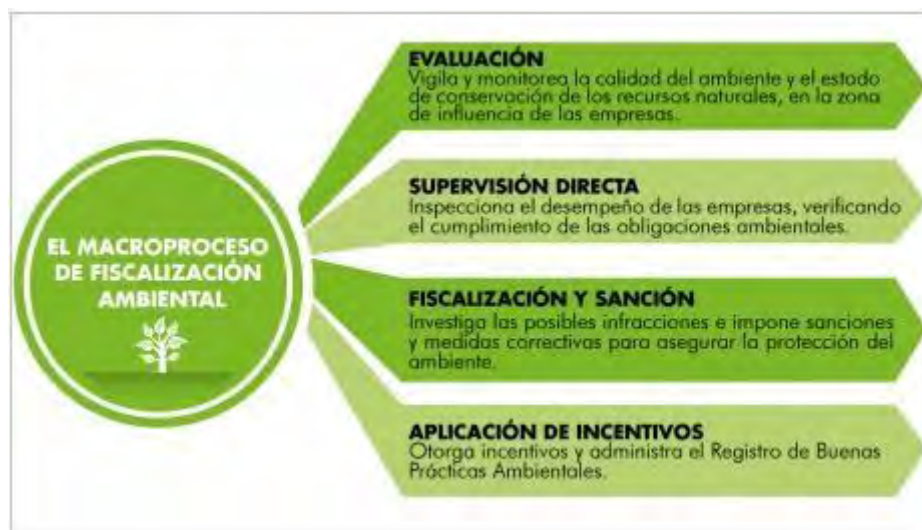 EL MACROPROCESO
DE FISCALIZACIÓN
AMBIENTAL
EVALUACIÓN
Vigila y monitorea la calidad del ambiente y el estado
de conservación de los recursos naturales, en la zona
de influencia de las empresas.
SUPERVISIÓN DIRECTA
Inspecciona el desempeño de las empresas, verificando
el cumplimiento de las obligaciones ambientales.
FISCALIZACIÓN Y SANCIÓN
Investiga las posibles infracciones e impone sanciones
y medidas correctivas para asegurar la protección del
ambiente.
APLICACIÓN DE INCENTIVOS
Otorga incentivos y administra el Registro de Buenas
Prácticas Ambientales.